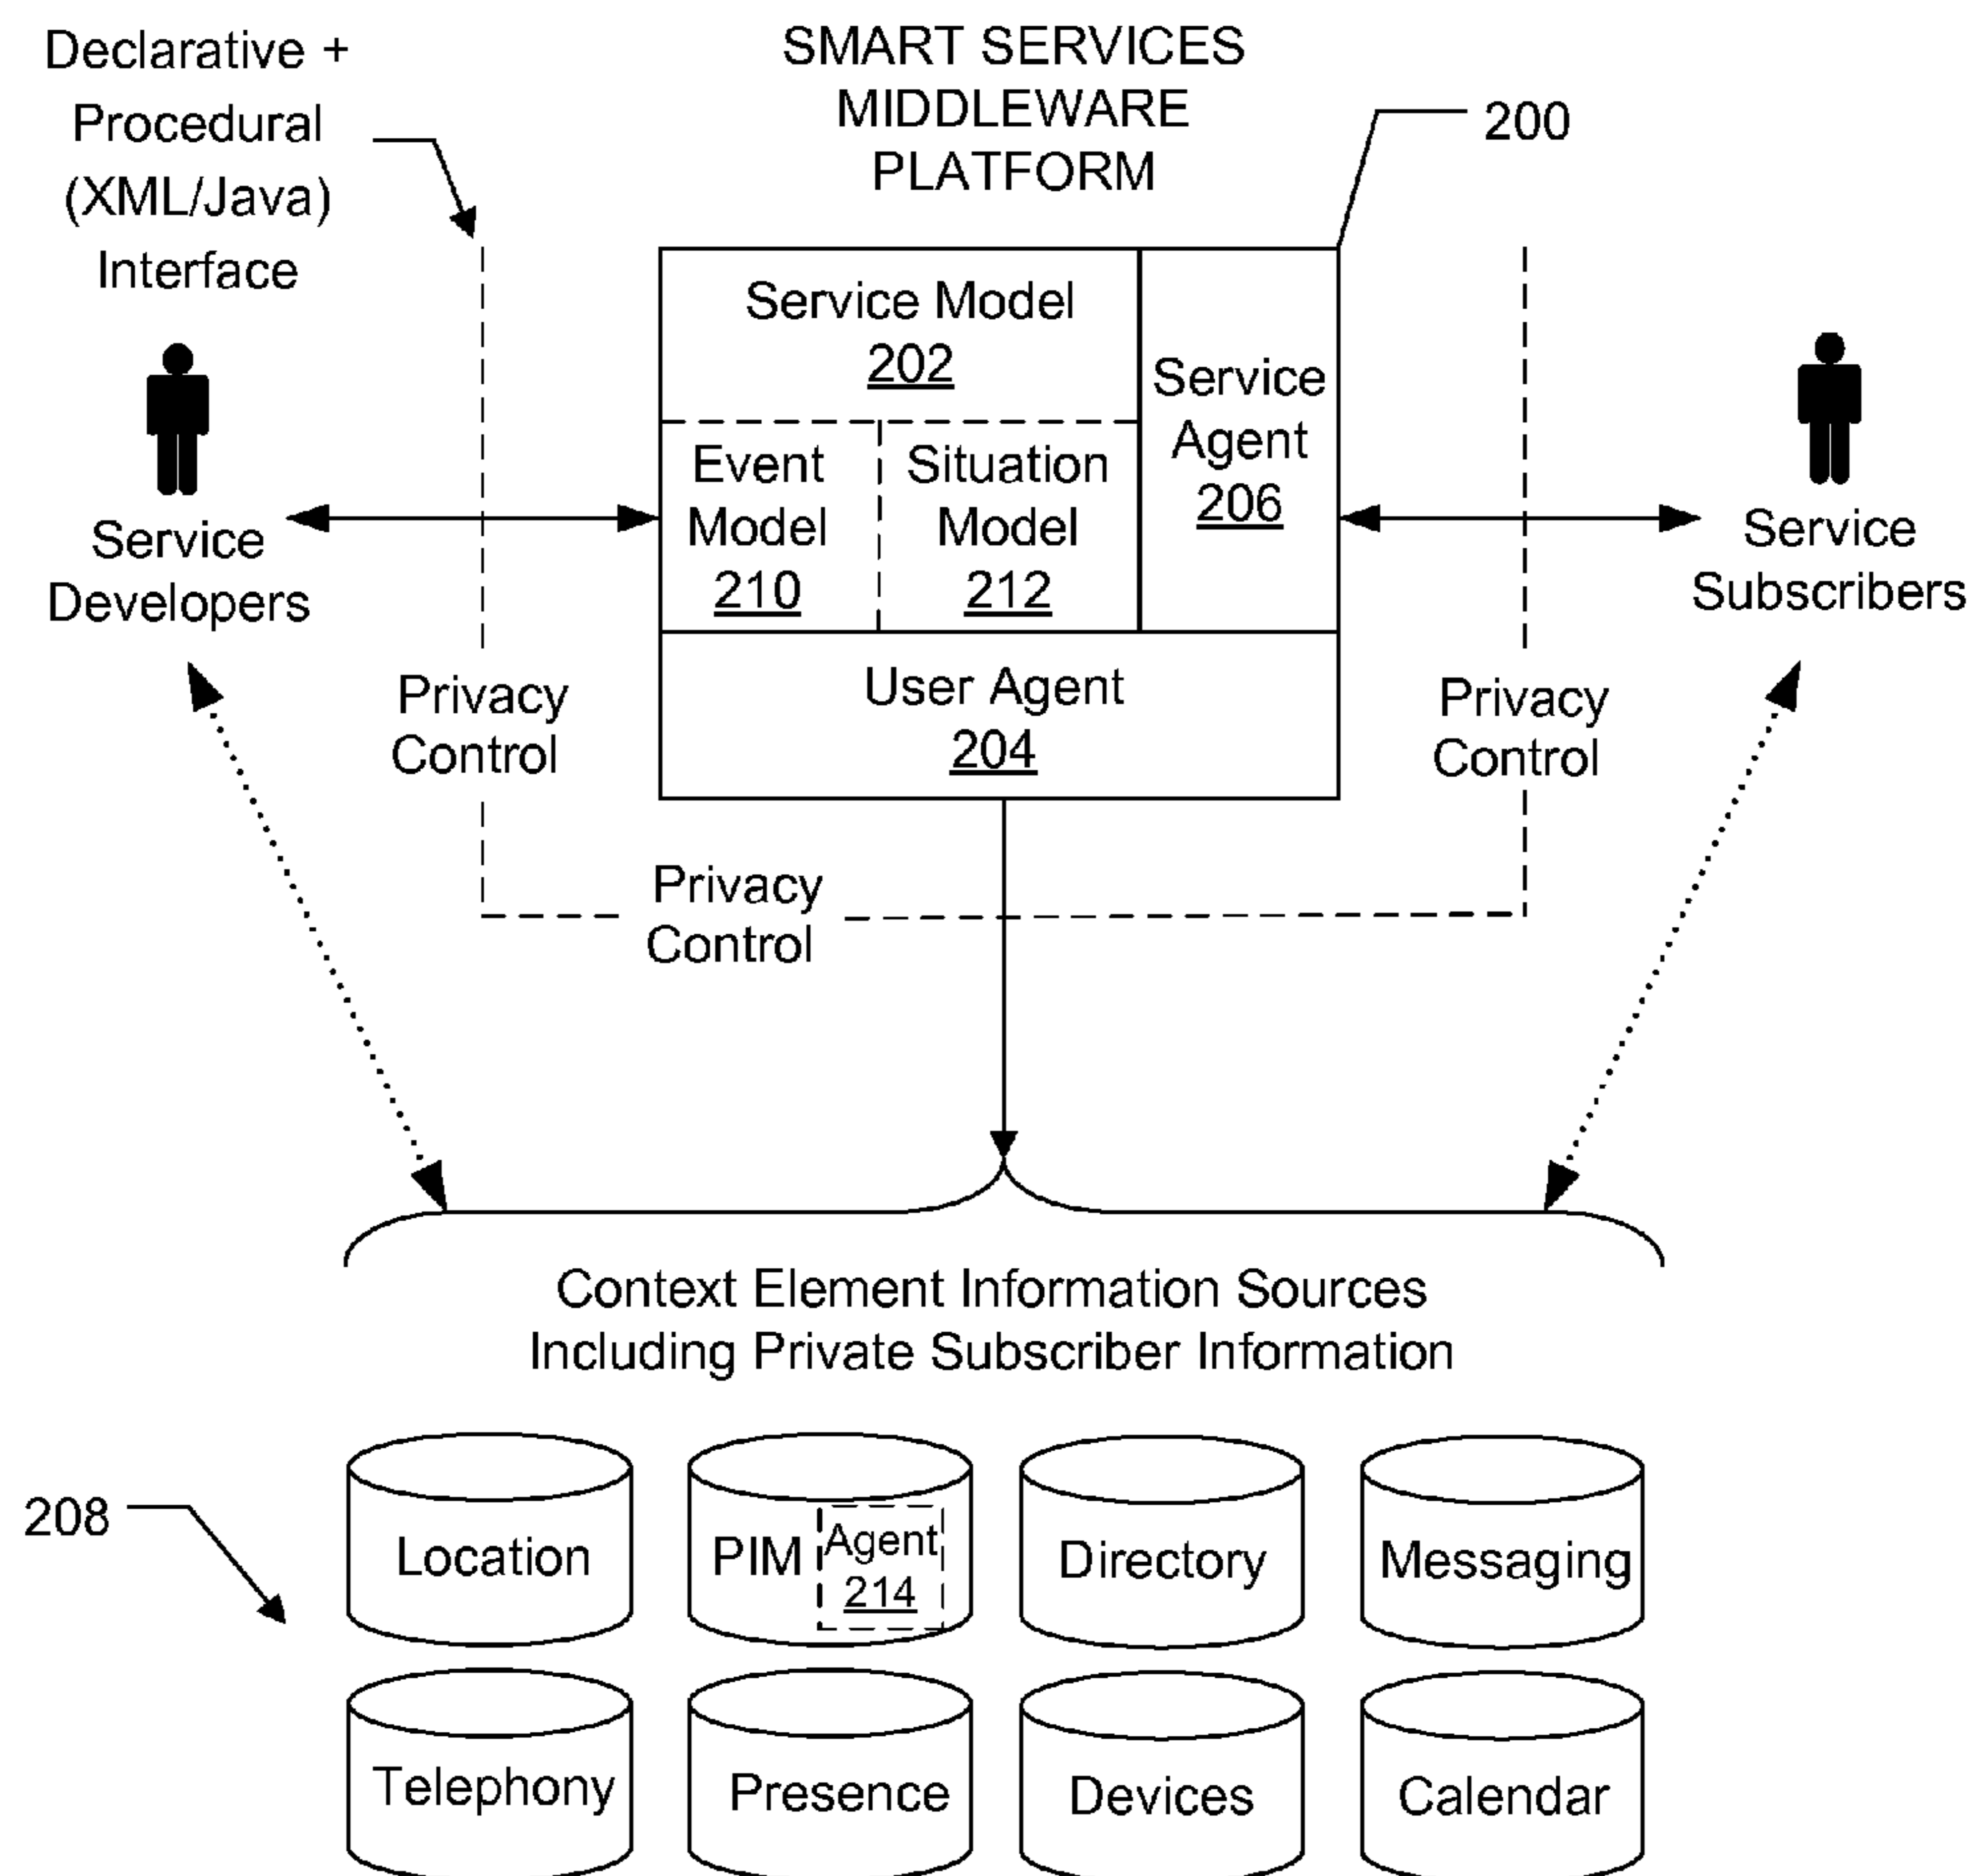 Declarative +
Procedural
(XML/Java)
Interface
SMART SERVICES
MIDDLEWARE
PLATFORM
200
Service Model
202
Service
Agent
206
Event
Model
210
Situation
Model
212
Service
Developers
Service
Subscribers
User Agent
204
Privacy
Control
Privacy
Control
Privacy
Control
Context Element Information Sources
Including Private Subscriber Information
208
Location
PIM
Agent
214
Directory
Messaging
Telephony
Presence
Devices
Calendar